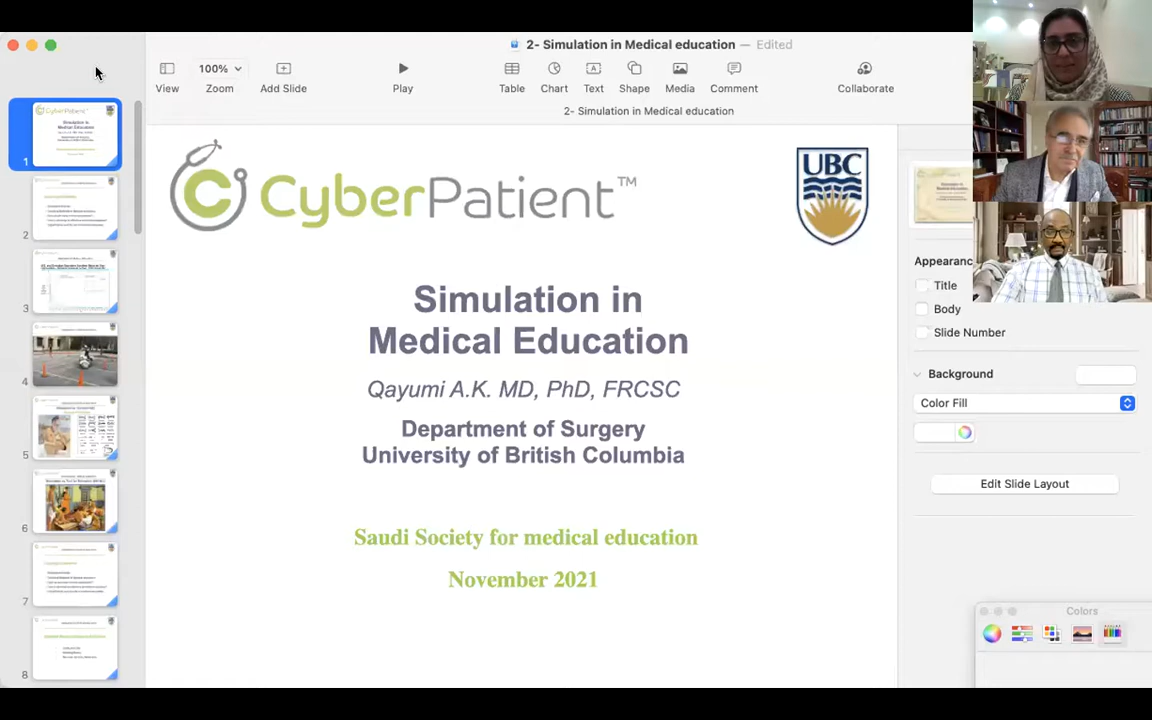 2- Simulation in Medical education — Edited
100%
View
Zoom
Add Slide
Play
Table
Chart
Text
Shape
Media
Comment
Collaborate
2- Simulation in Medical education
CyberPatient™
UBC
Simulation in
Medical Education
Qayumi A.K. MD, PhD, FRCSC
Department of Surgery
University of British Columbia
Saudi Society for medical education
November 2021
1
2
3
4
5
6
7
8
Appearanc
Title
Body
Slide Number
Background
Color Fill
Edit Slide Layout
Colors